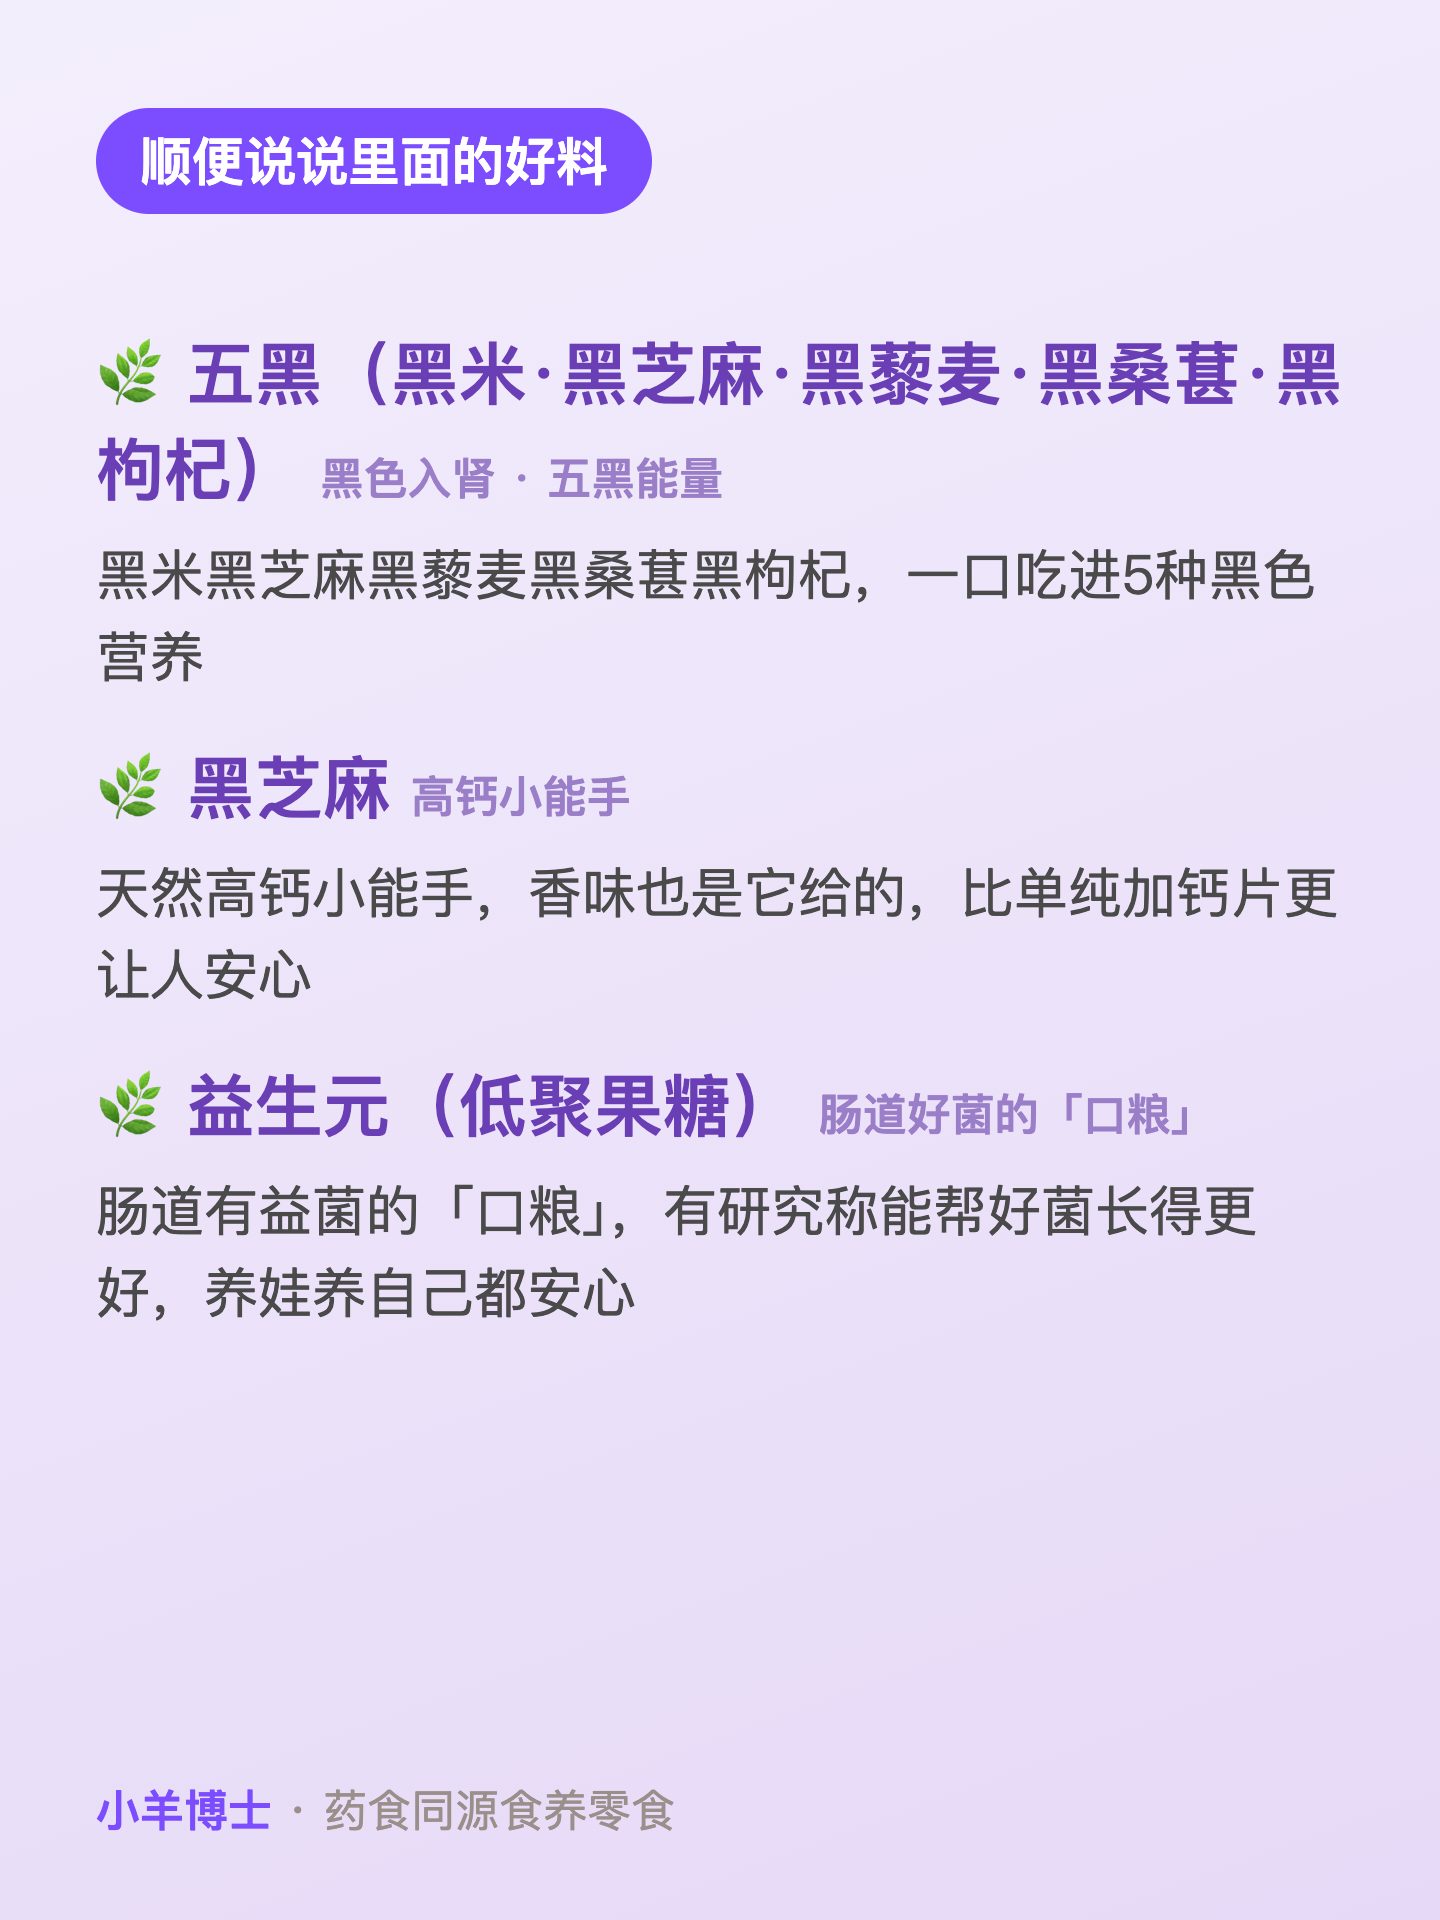 顺便说说里面的好料
🌿 五黑（黑米·黑芝麻·黑藜麦·黑桑葚·黑
枸杞） 黑色入肾 · 五黑能量
黑米黑芝麻黑藜麦黑桑葚黑枸杞，一口吃进5种黑色
营养
🌿 黑芝麻 高钙小能手
天然高钙小能手，香味也是它给的，比单纯加钙片更
让人安心
🌿 益生元（低聚果糖） 肠道好菌的「口粮」
肠道有益菌的「口粮」，有研究称能帮好菌长得更
好，养娃养自己都安心
小羊博士 · 药食同源食养零食